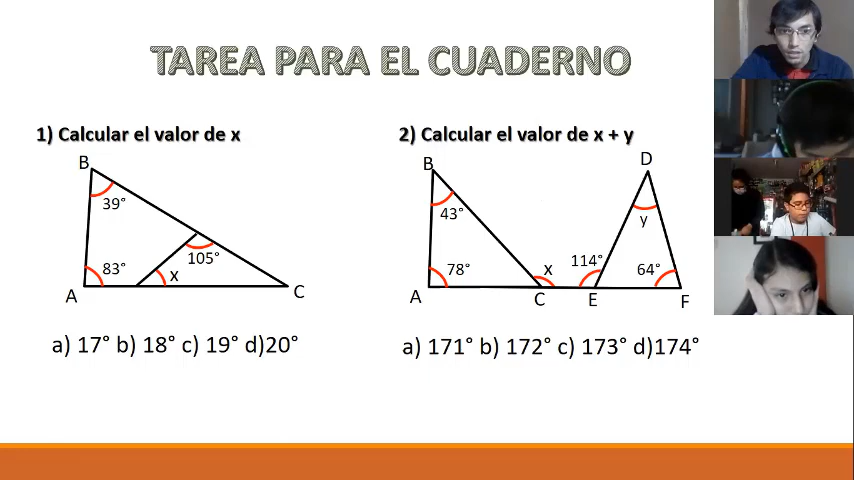 TAREA PARA EL CUADERNO
1) Calcular el valor de x
B
39°
83°
105°
x
A
C
a) 17° b) 18° c) 19° d)20°
2) Calcular el valor de x + y
B
D
43°
y
78°
x
114°
64°
A
C
E
F
a) 171° b) 172° c) 173° d)174°